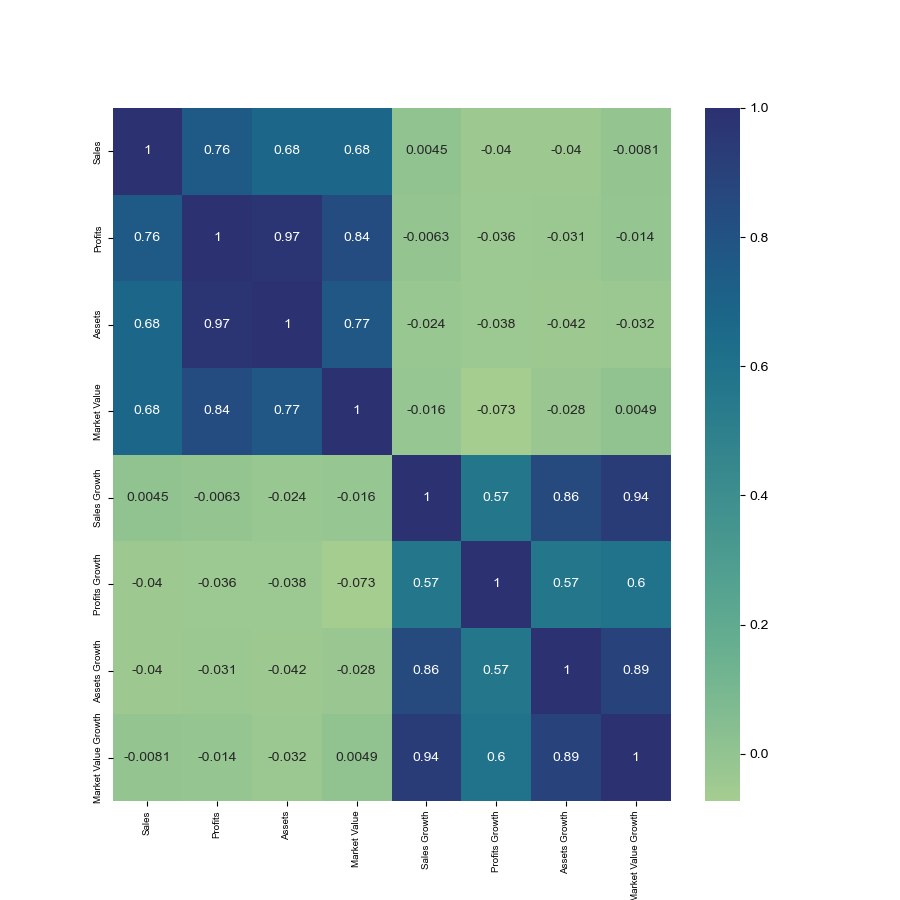 Sales 1 0.76 0.68 0.68 0.0045 -0.04 -0.04 -0.0081
Profits 0.76 1 0.97 0.84 -0.0063 -0.036 -0.031 -0.014
Assets 0.68 0.97 1 0.77 -0.024 -0.038 -0.042 -0.032
Market Value 0.68 0.84 0.77 1 -0.016 -0.073 -0.028 0.0049
Sales Growth 0.0045 -0.0063 -0.024 -0.016 1 0.57 0.86 0.94
Profits Growth -0.04 -0.036 -0.038 -0.073 0.57 1 0.57 0.6
Assets Growth -0.04 -0.031 -0.042 -0.028 0.86 0.57 1 0.89
Market Value Growth -0.0081 -0.014 -0.032 0.0049 0.94 0.6 0.89 1
Sales Profits Assets Market Value Sales Growth Profits Growth Assets Growth Market Value Growth
1.0
0.8
0.6
0.4
0.2
0.0